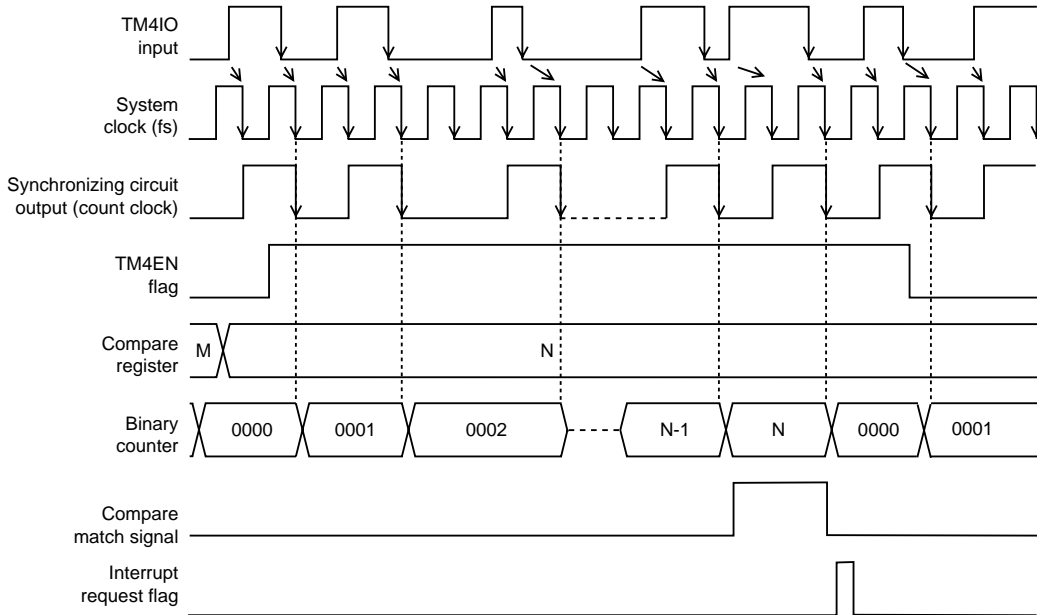 TM4IO
input
System
clock (fs)
Synchronizing circuit
output (count clock)
TM4EN
flag
Compare
register
M
N
Binary
counter
0000
0001
0002
N-1
N
0000
0001
Compare
match signal
Interrupt
request flag